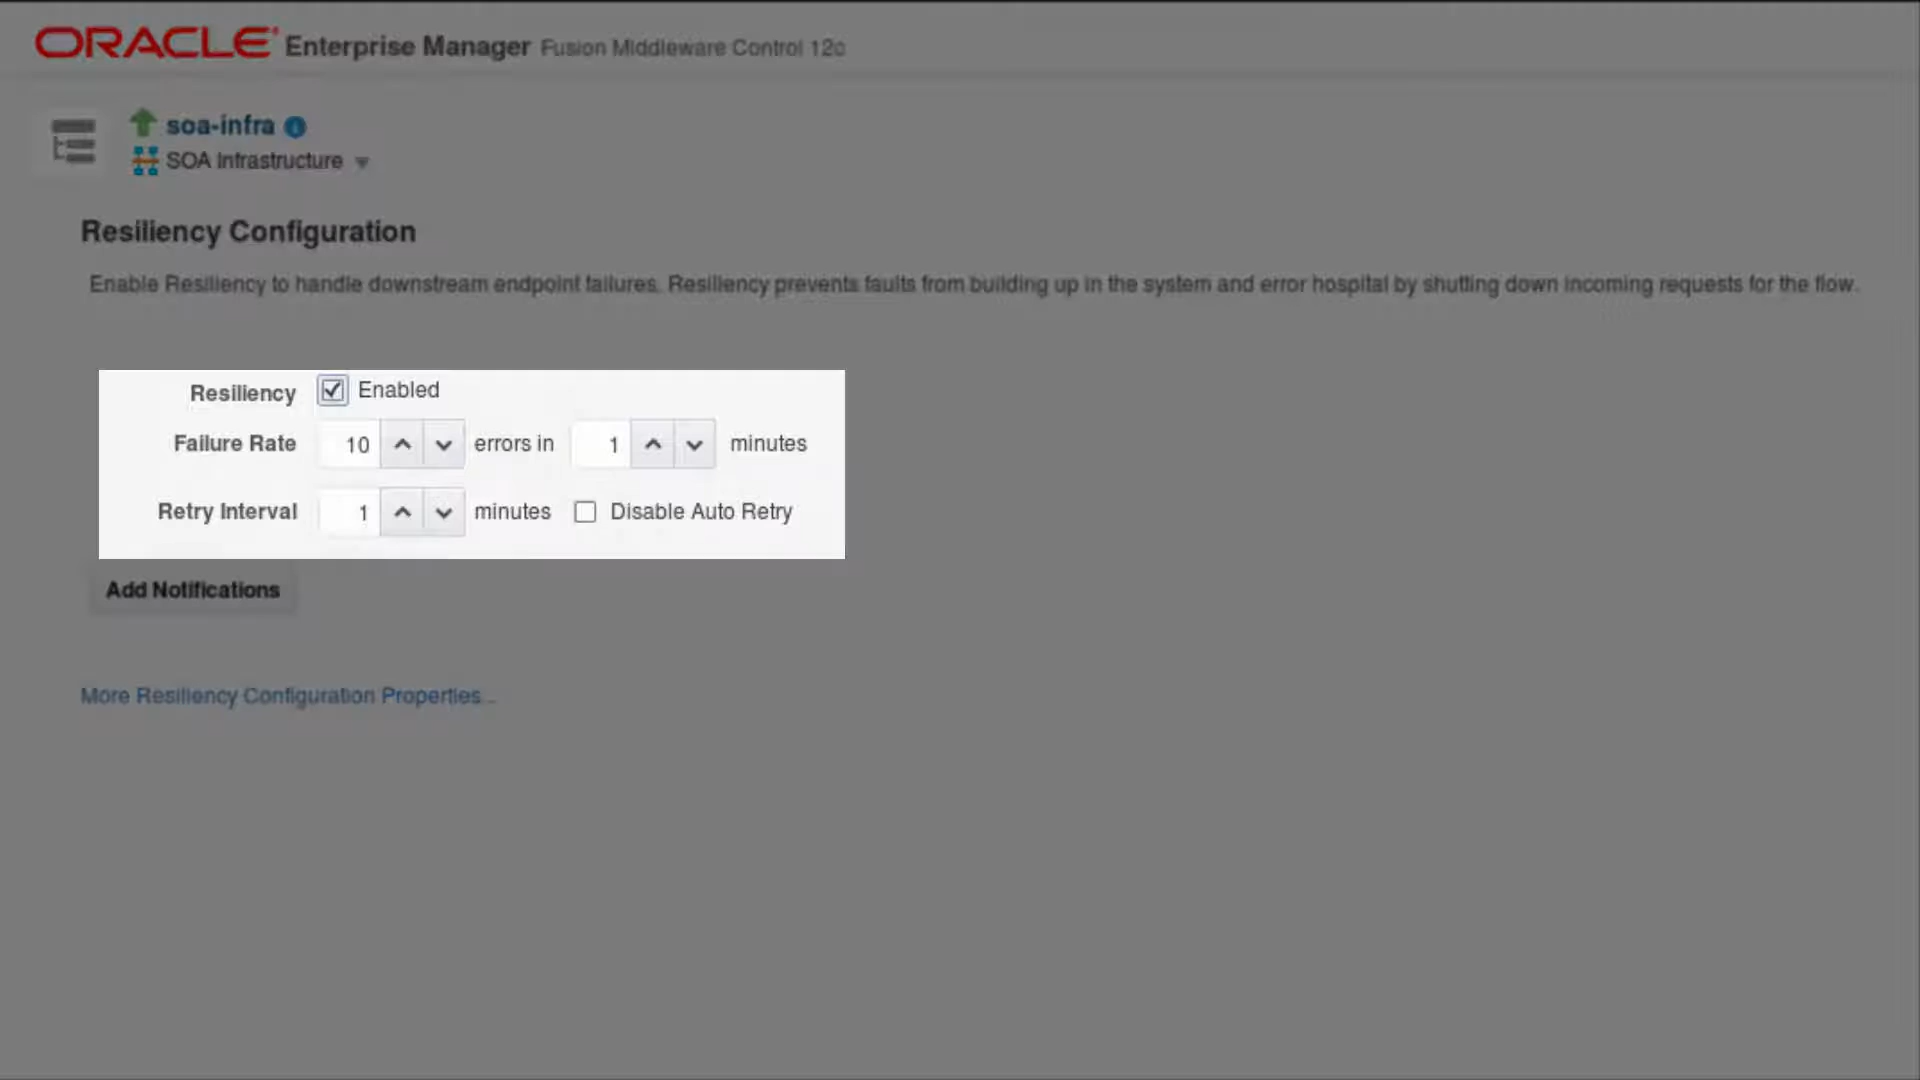 ORACLE Enterprise Manager Fusion Middleware Control 12c
soa-infra
SOA Infrastructure
Resiliency Configuration
Enable Resiliency to handle downstream endpoint failures. Resiliency prevents faults from building up in the system and error hospital by shutting down incoming requests for the flow.
Resiliency Enabled
Failure Rate 10 errors in 1 minutes
Retry Interval 1 minutes Disable Auto Retry
Add Notifications
More Resiliency Configuration Properties...